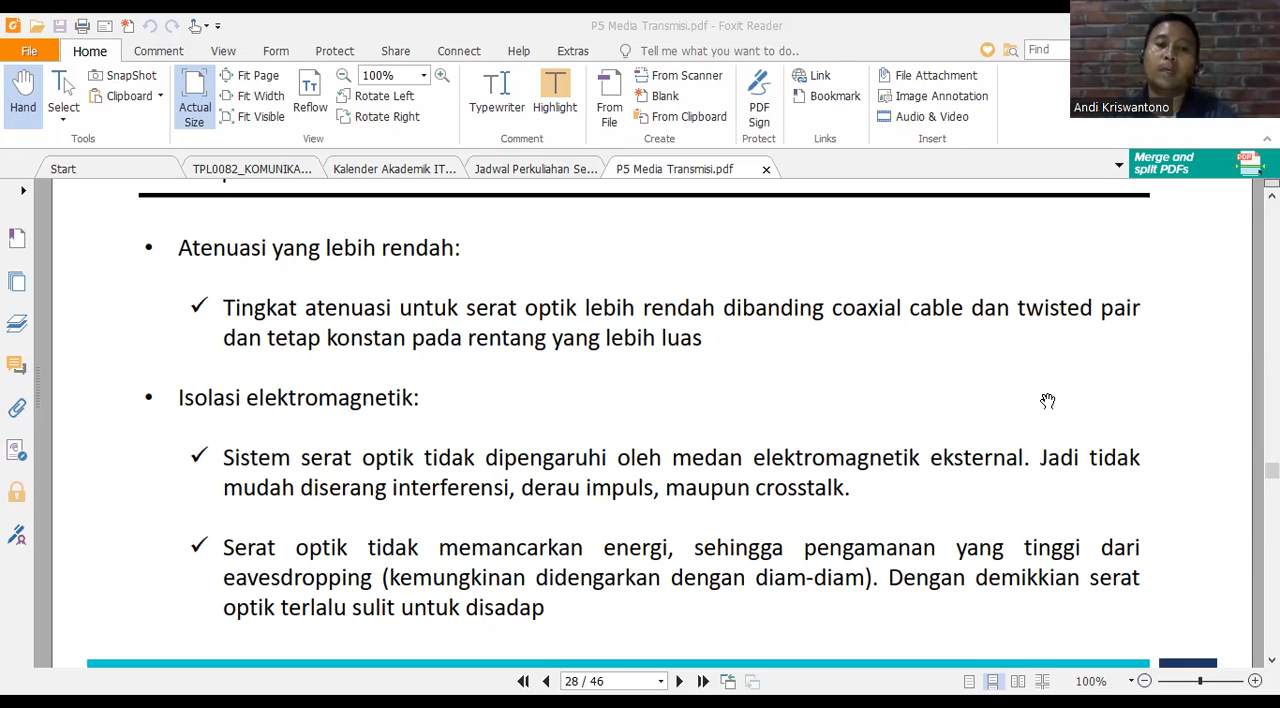 P5 Media Transmisi.pdf - Foxit Reader
File Home Comment View Form Protect Share Connect Help Extras Tell me what you want to do.. Find
Hand
Select
SnapShot
Clipboard
Tools
Actual Size
Fit Page
Fit Width
Fit Visible
Reflow
100%
Rotate Left
Rotate Right
View
Typewriter
Highlight
Comment
From File
From Scanner
Blank
From Clipboard
Create
PDF Sign
Protect
Link
Bookmark
Links
File Attachment
Image Annotation
Audio & Video
Insert
Andi Kriswantono
Start TPL0082_KOMUNIKA... Kalender Akademik IT... Jadwal Perkuliahan Se... P5 Media Transmisi.pdf
Merge and
split PDFs
• Atenuasi yang lebih rendah:
✓ Tingkat atenuasi untuk serat optik lebih rendah dibanding coaxial cable dan twisted pair
dan tetap konstan pada rentang yang lebih luas
• Isolasi elektromagnetik:
✓ Sistem serat optik tidak dipengaruhi oleh medan elektromagnetik eksternal. Jadi tidak
mudah diserang interferensi, derau impuls, maupun crosstalk.
✓ Serat optik tidak memancarkan energi, sehingga pengamanan yang tinggi dari
eavesdropping (kemungkinan didengarkan dengan diam-diam). Dengan demikkian serat
optik terlalu sulit untuk disadap
28 / 46
100%